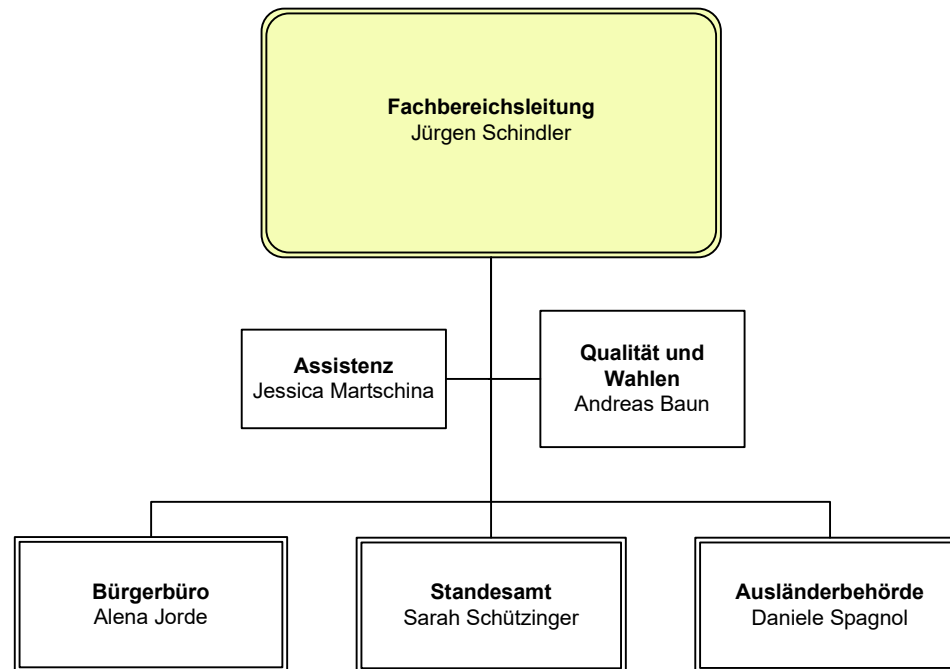 Fachbereichsleitung
Jürgen Schindler
Assistenz
Jessica Martschina
Qualität und
Wahlen
Andreas Baun
Bürgerbüro
Alena Jorde
Standesamt
Sarah Schützinger
Ausländerbehörde
Daniele Spagnol